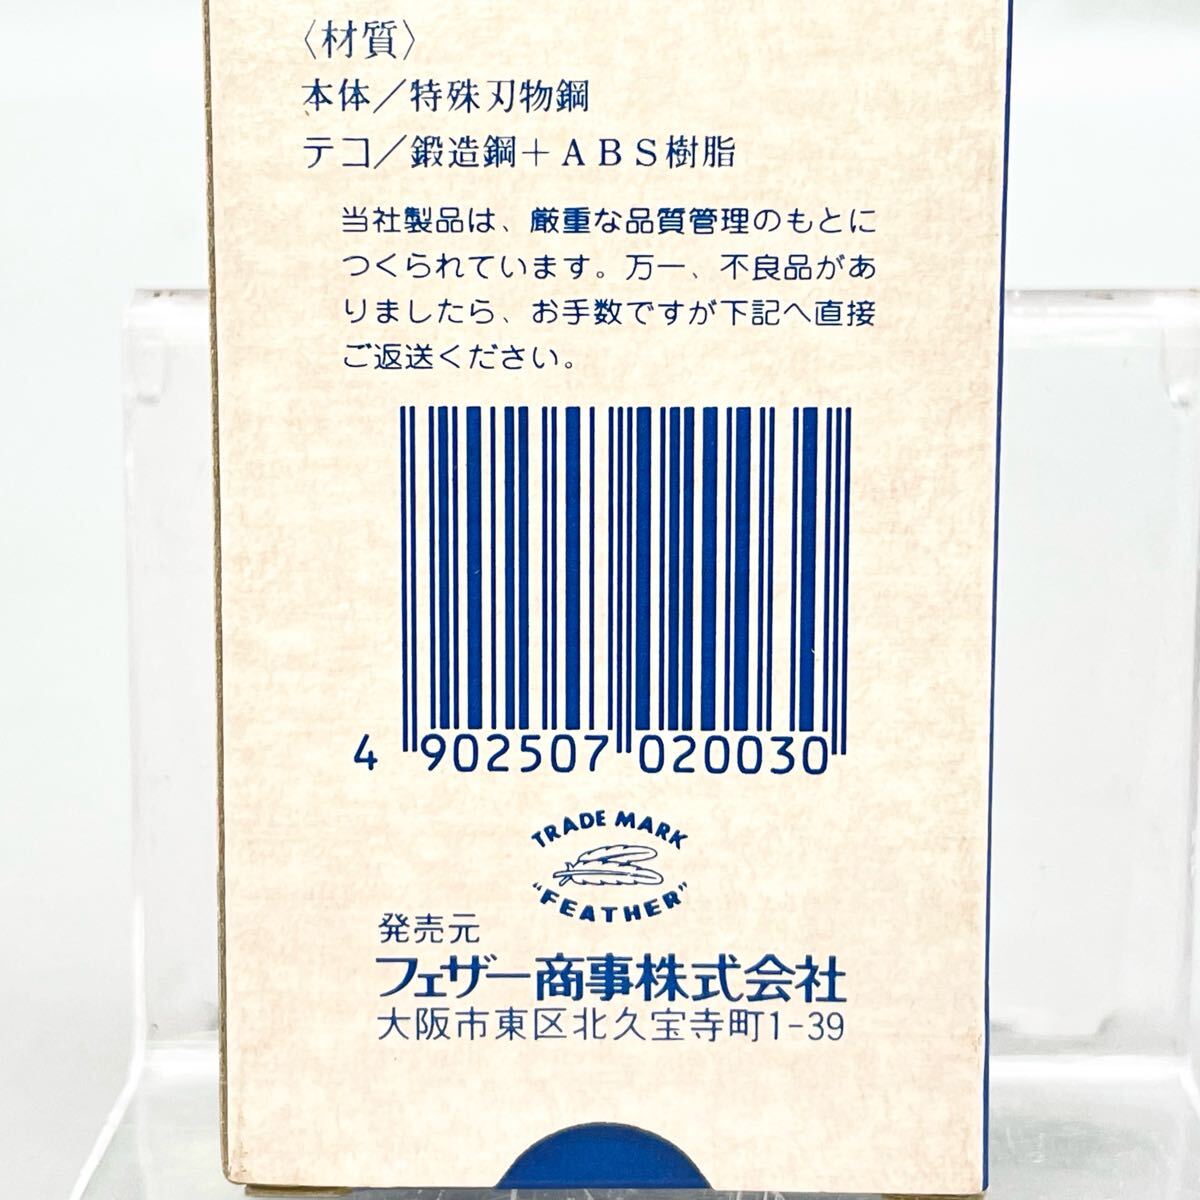 〈材質〉
本体／特殊刃物鋼
テコ／鍛造鋼＋ＡＢＳ樹脂
当社製品は、厳重な品質管理のもとに
つくられています。万一、不良品があ
りましたら、お手数ですが下記へ直接
ご返送ください。
4 902507 020030
TRADE MARK
"FEATHER"
発売元
フェザー商事株式会社
大阪市東区北久宝寺町1-39